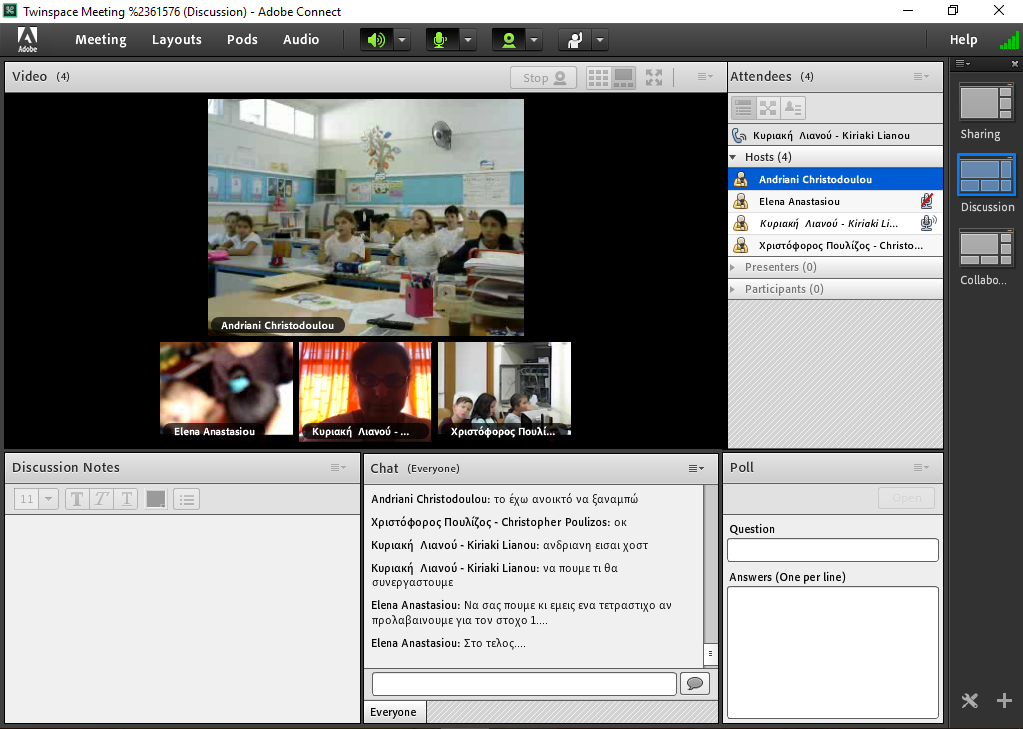 Twinspace Meeting %2361576 (Discussion) - Adobe Connect
Adobe
Meeting Layouts Pods Audio Help
Video (4)
Stop
Andriani Christodoulou
Elena Anastasiou
Κυριακή Λιανού - ...
Χριστόφορος Πουλί...
Attendees (4)
Κυριακή Λιανού - Kiriaki Lianou
Hosts (4)
Andriani Christodoulou
Elena Anastasiou
Κυριακή Λιανού - Kiriaki Li...
Χριστόφορος Πουλίζος - Christo...
Presenters (0)
Participants (0)
Sharing
Discussion
Collabo...
Discussion Notes
11 T T T
Chat (Everyone)
Andriani Christodoulou: το έχω ανοικτό να ξαναμπώ
Χριστόφορος Πουλίζος - Christopher Poulizos: οκ
Κυριακή Λιανού - Kiriaki Lianou: ανδριανη εισαι χοστ
Κυριακή Λιανού - Kiriaki Lianou: να πουμε τι θα
συνεργαστουμε
Elena Anastasiou: Να σας πουμε κι εμεις ενα τετραστιχο αν
προλαβαινουμε για τον στοχο 1....
Elena Anastasiou: Στο τελος....
Everyone
Poll
Open
Question
Answers (One per line)